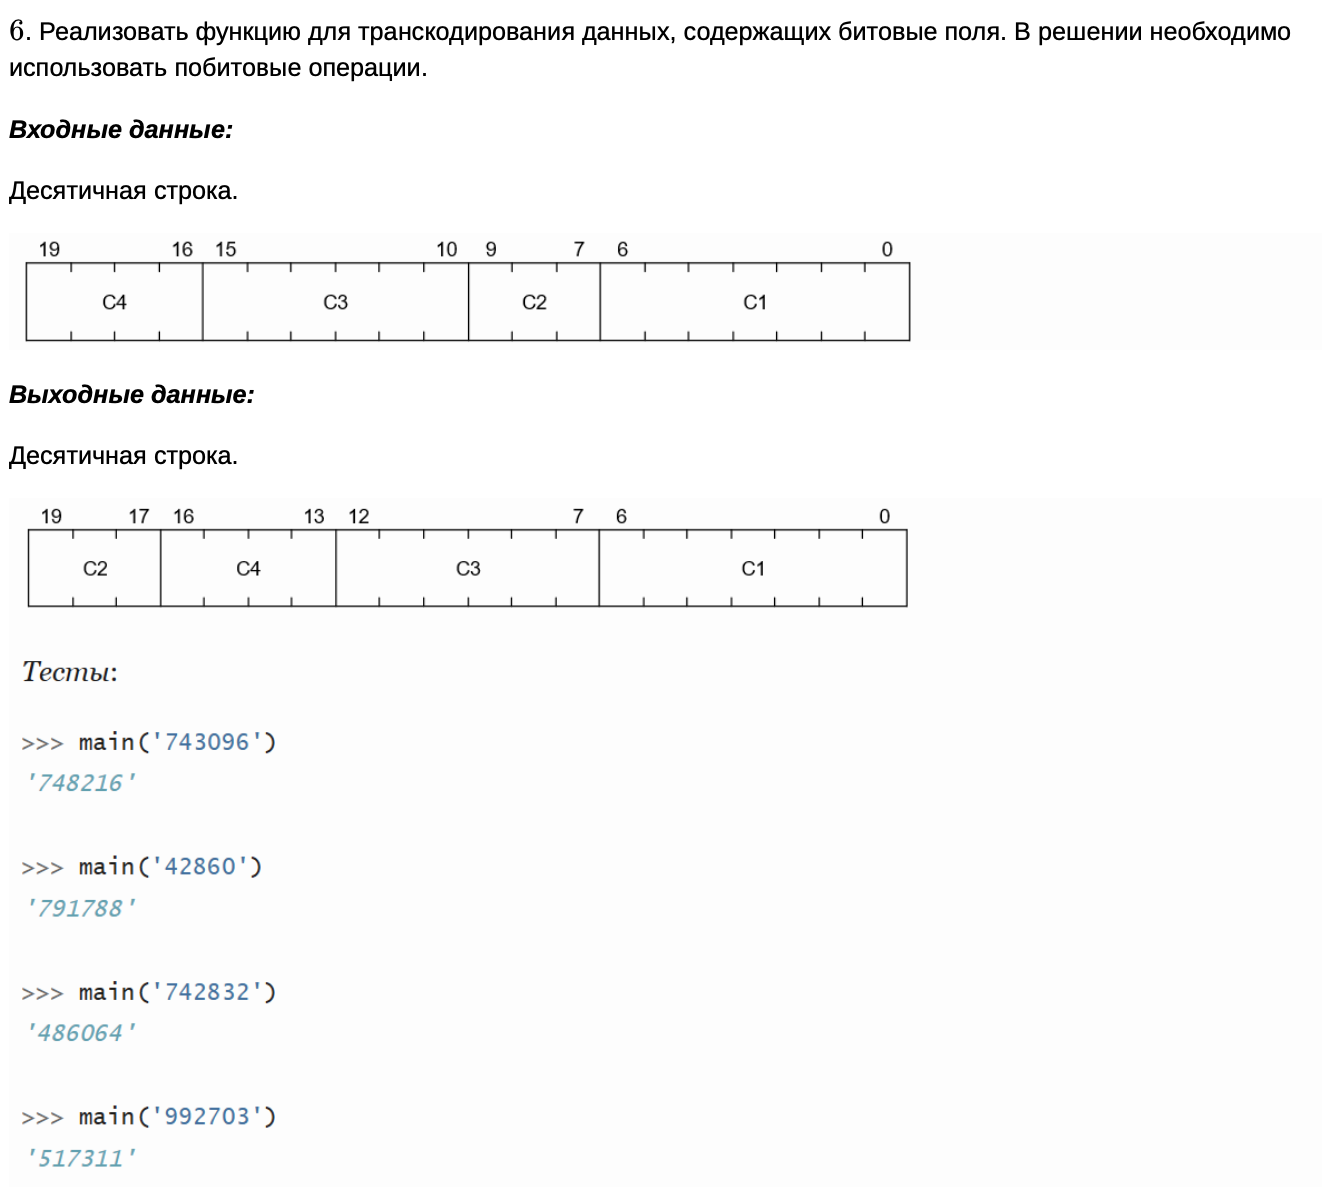 6. Реализовать функцию для транскодирования данных, содержащих битовые поля. В решении необходимо
использовать побитовые операции.
Входные данные:
Десятичная строка.
19 16 15 10 9 7 6 0
C4 C3 C2 C1
Выходные данные:
Десятичная строка.
19 17 16 13 12 7 6 0
C2 C4 C3 C1
Тесты:
>>> main('743096')
'748216'
>>> main('42860')
'791788'
>>> main('742832')
'486064'
>>> main('992703')
'517311'